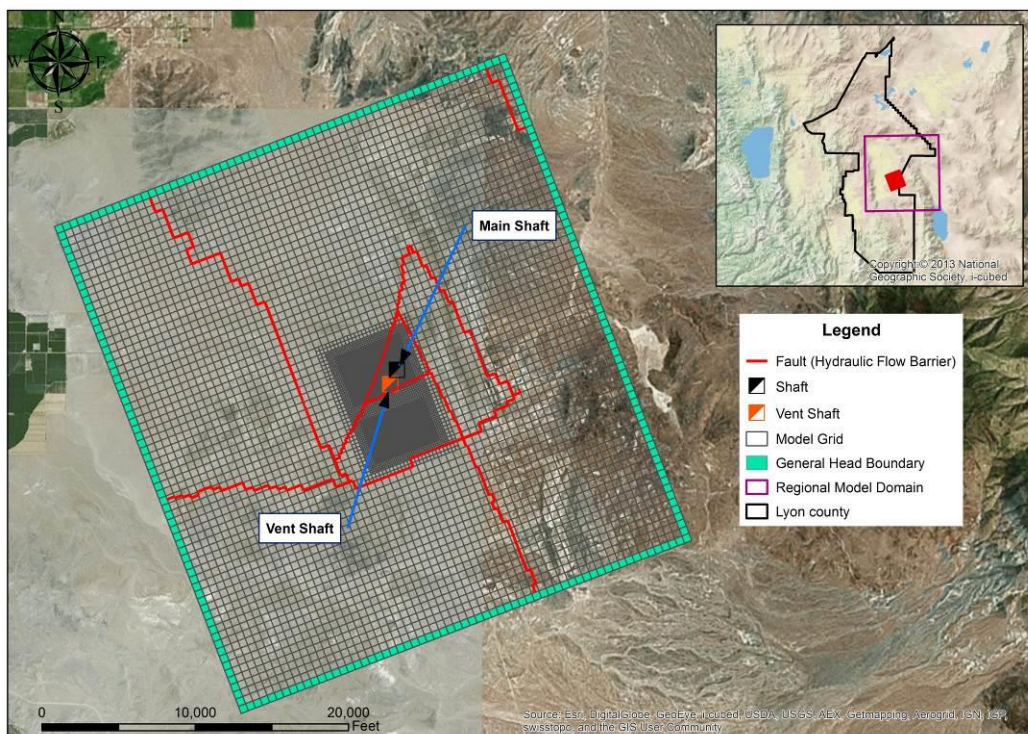 N
W E
S
Main Shaft
Vent Shaft
Copyright:© 2013 National
Geographic Society, i-cubed
Legend
Fault (Hydraulic Flow Barrier)
Shaft
Vent Shaft
Model Grid
General Head Boundary
Regional Model Domain
Lyon county
0 10,000 20,000
Feet
Source: Esri, DigitalGlobe, GeoEye, i-cubed, USDA, USGS, AEX, Getmapping, Aerogrid, IGN, IGP,
swisstopo, and the GIS User Community